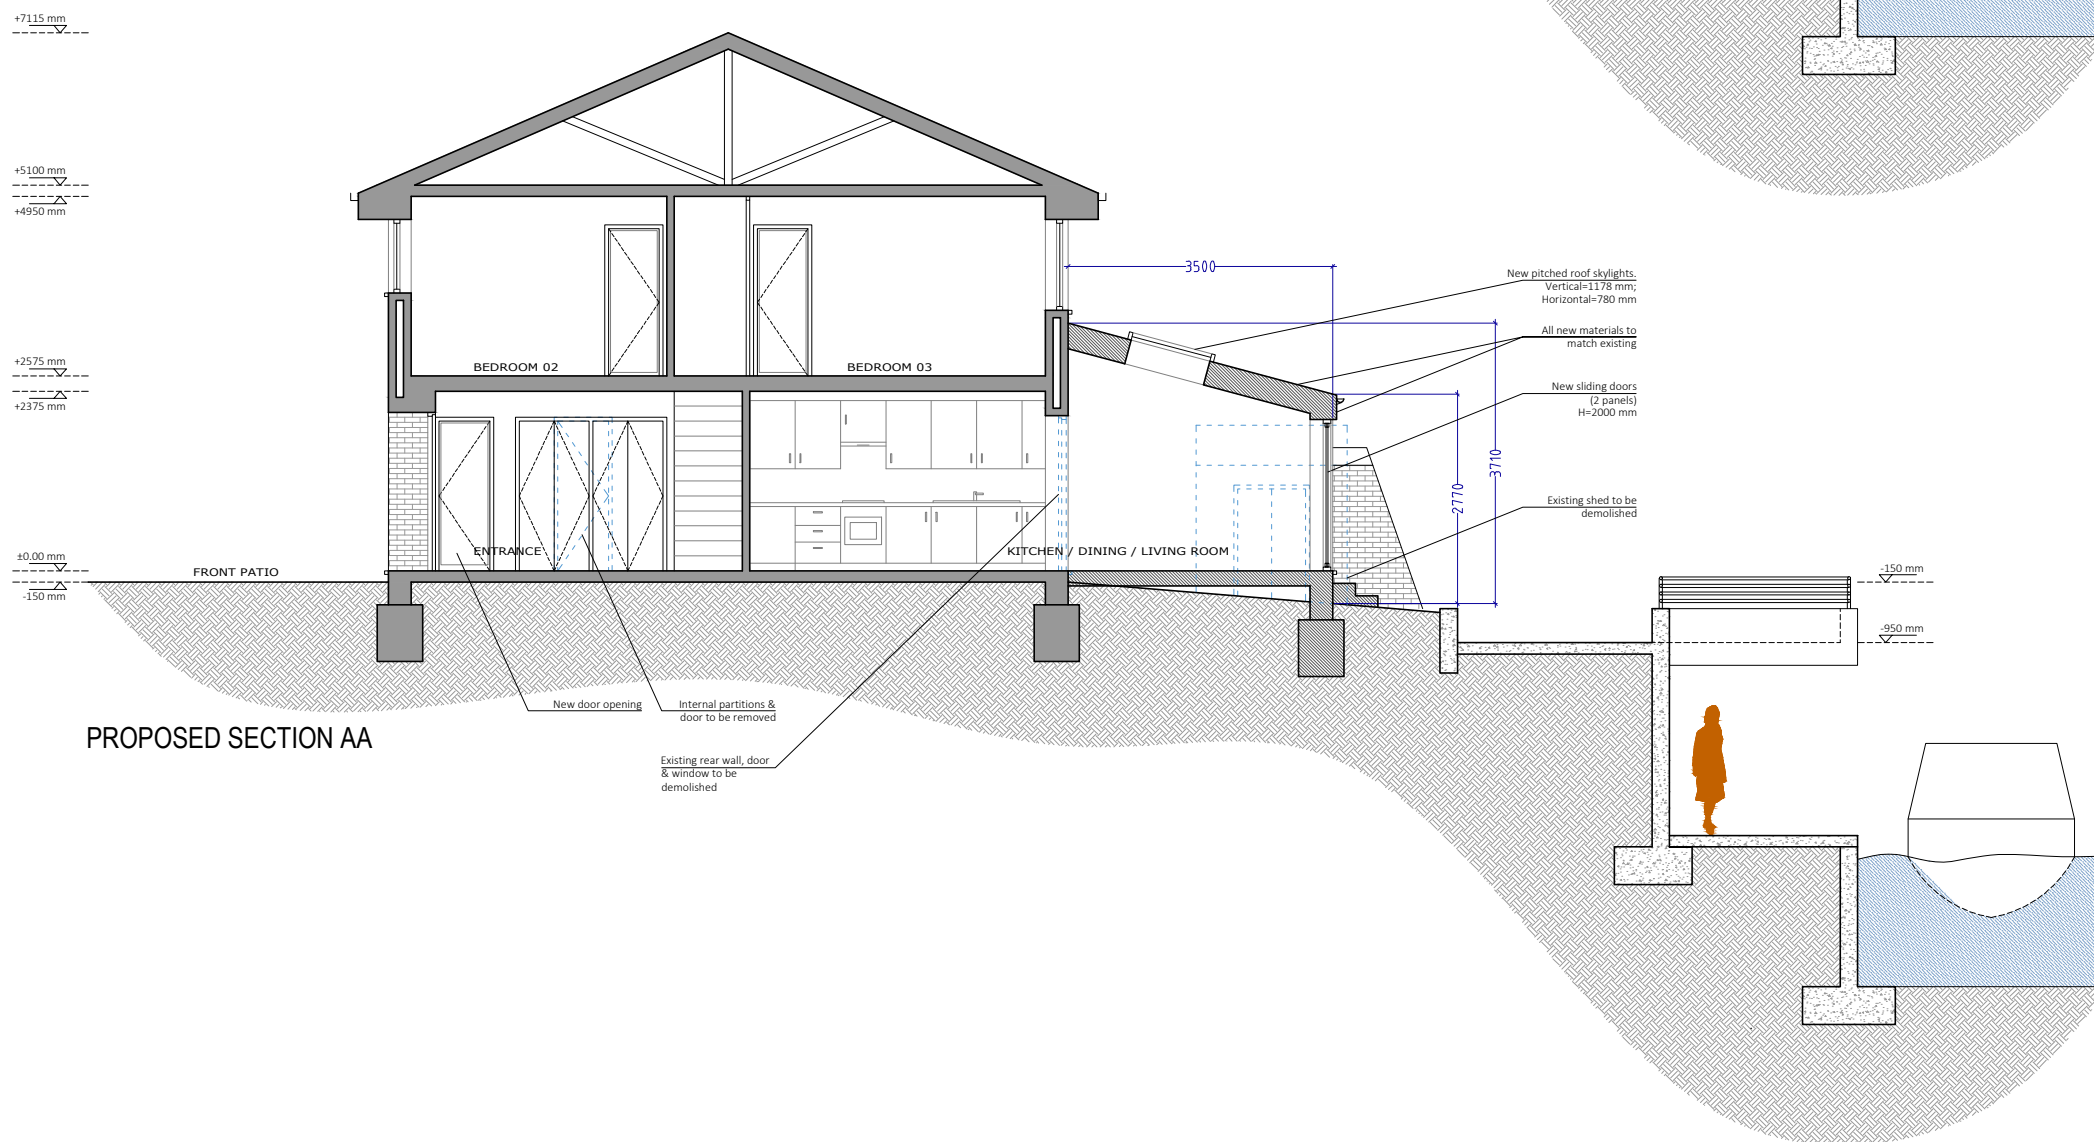 +7115 mm
+5100 mm
+4950 mm
+2575 mm
+2375 mm
±0.00 mm
-150 mm
BEDROOM 02
BEDROOM 03
ENTRANCE
KITCHEN / DINING / LIVING ROOM
FRONT PATIO
3500
3710
2770
New pitched roof skylights.
Vertical=1178 mm;
Horizontal=780 mm
All new materials to
match existing
New sliding doors
(2 panels)
H=2000 mm
Existing shed to be
demolished
-150 mm
-950 mm
New door opening
Internal partitions &
door to be removed
Existing rear wall, door
& window to be
demolished
PROPOSED SECTION AA